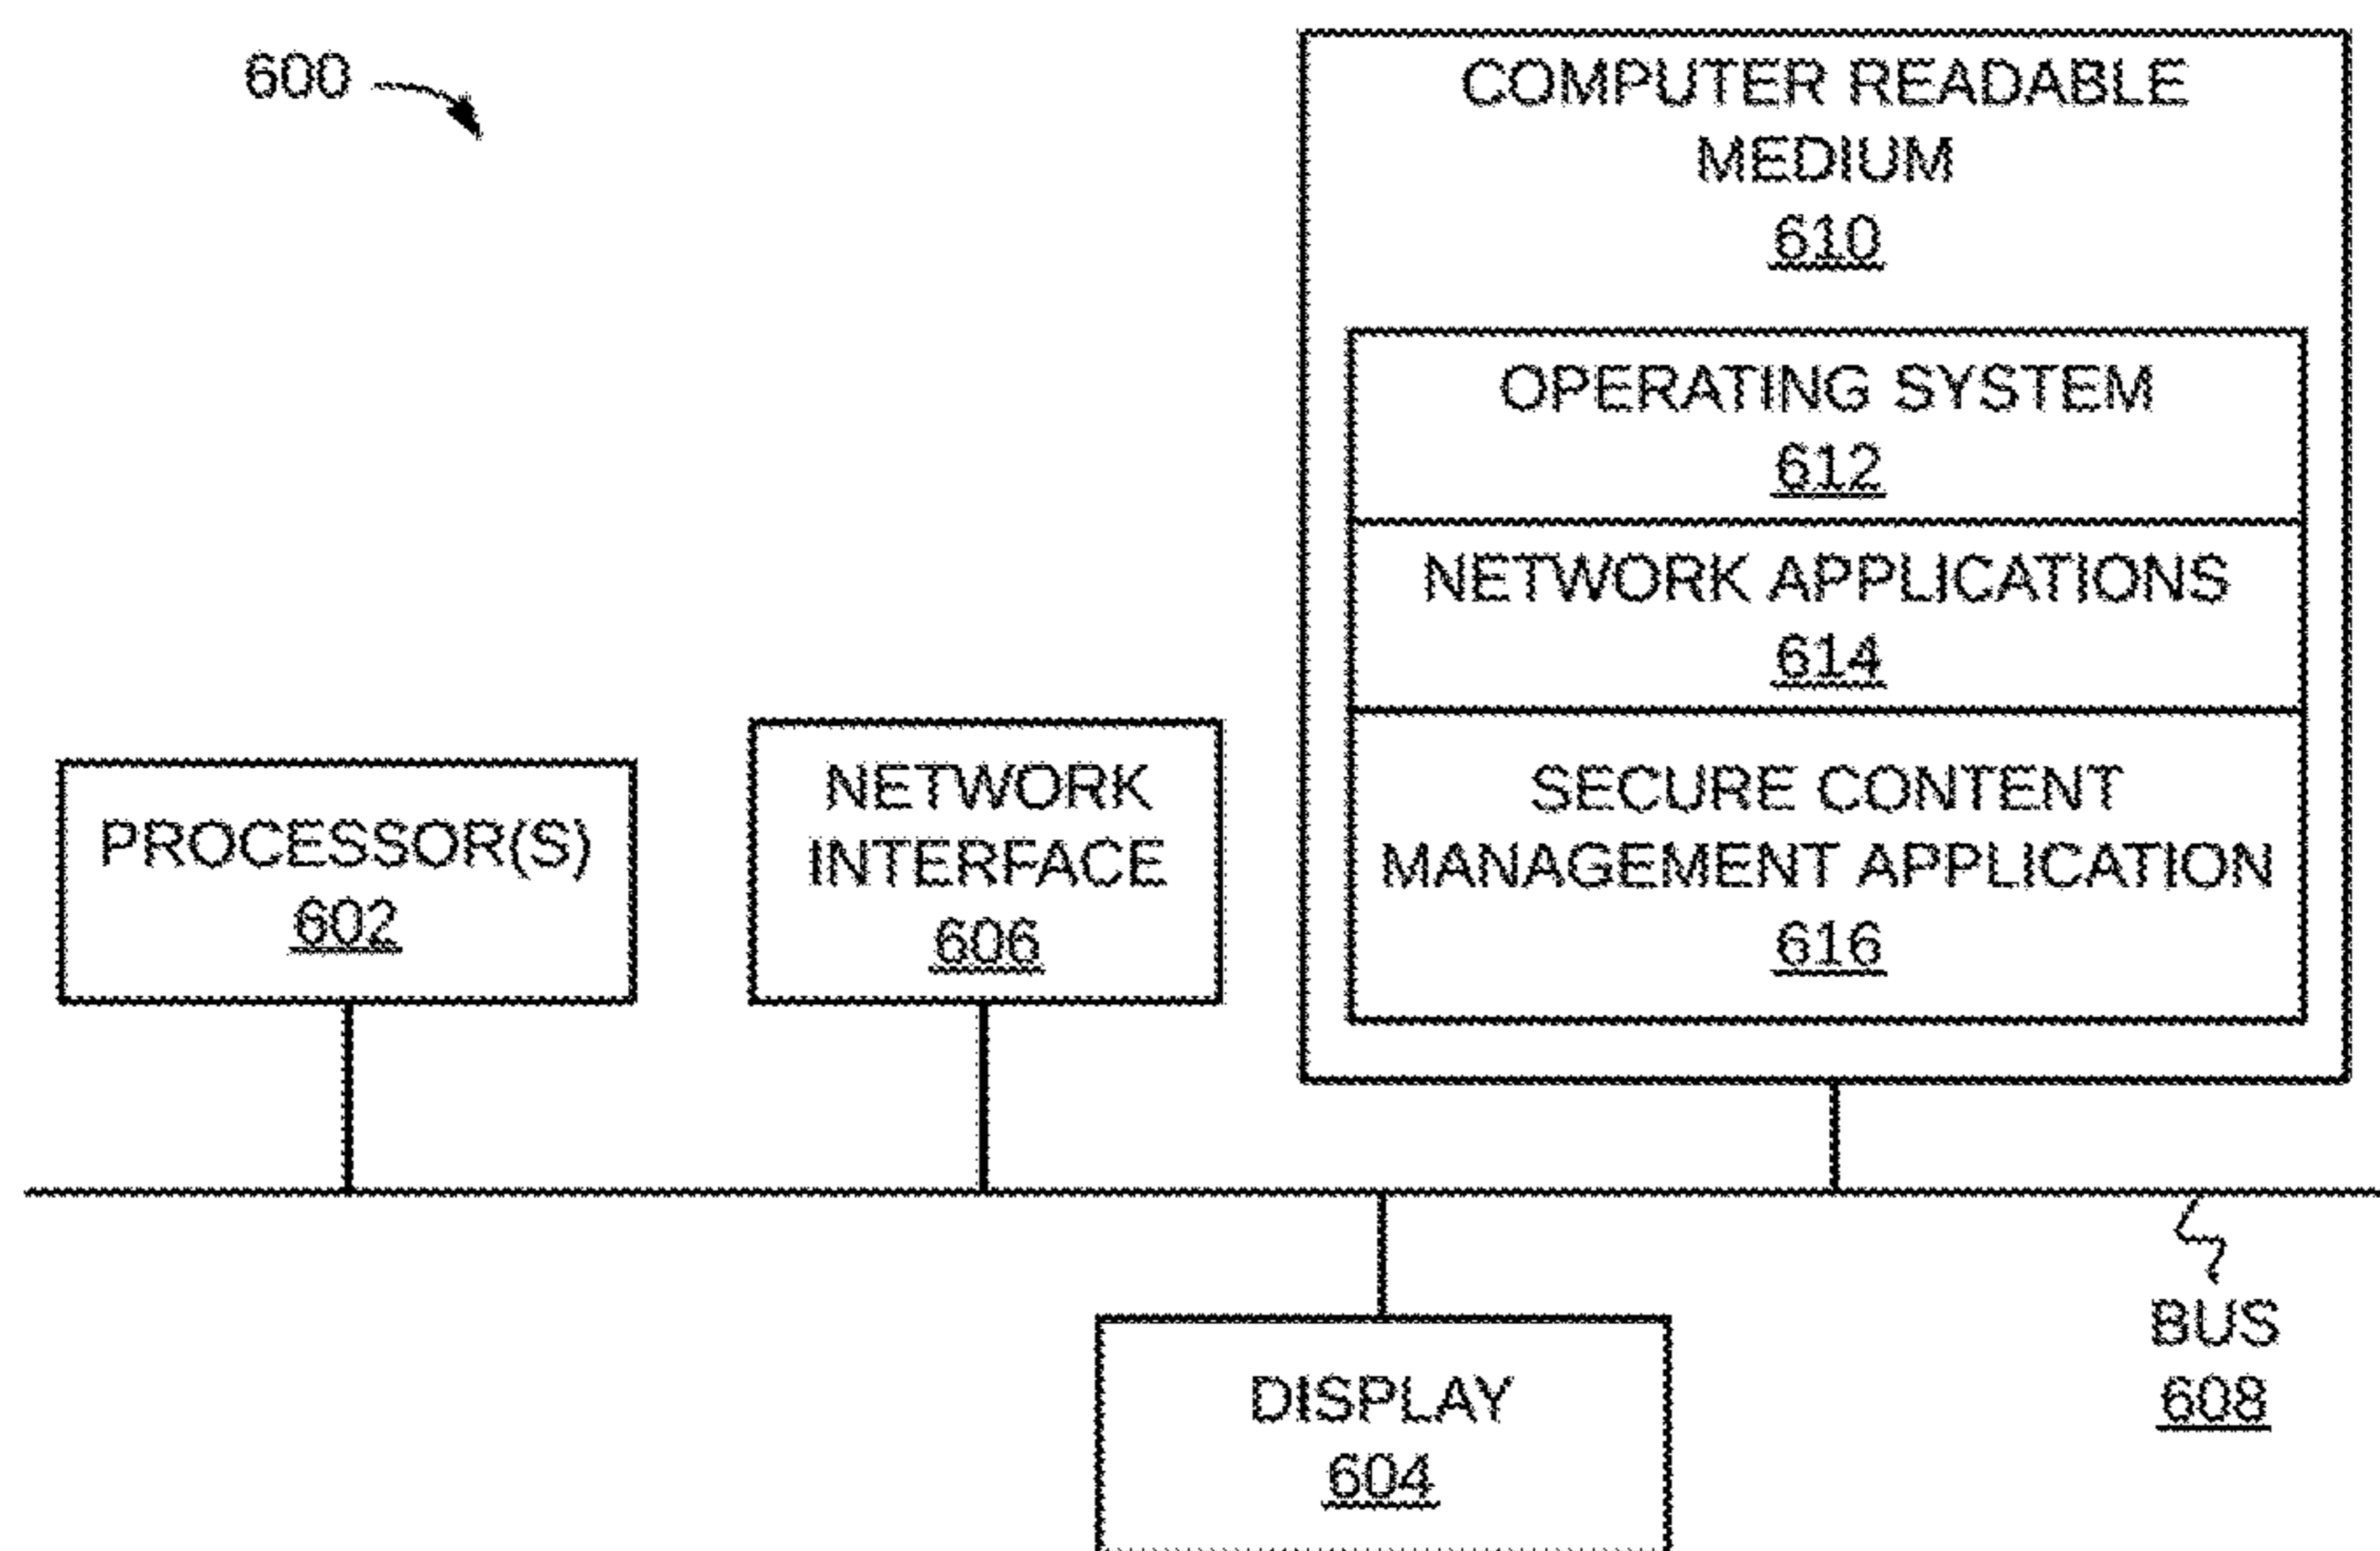 600
COMPUTER READABLE
MEDIUM
610
OPERATING SYSTEM
612
NETWORK APPLICATIONS
614
SECURE CONTENT
MANAGEMENT APPLICATION
616
PROCESSOR(S)
602
NETWORK
INTERFACE
606
DISPLAY
604
BUS
608